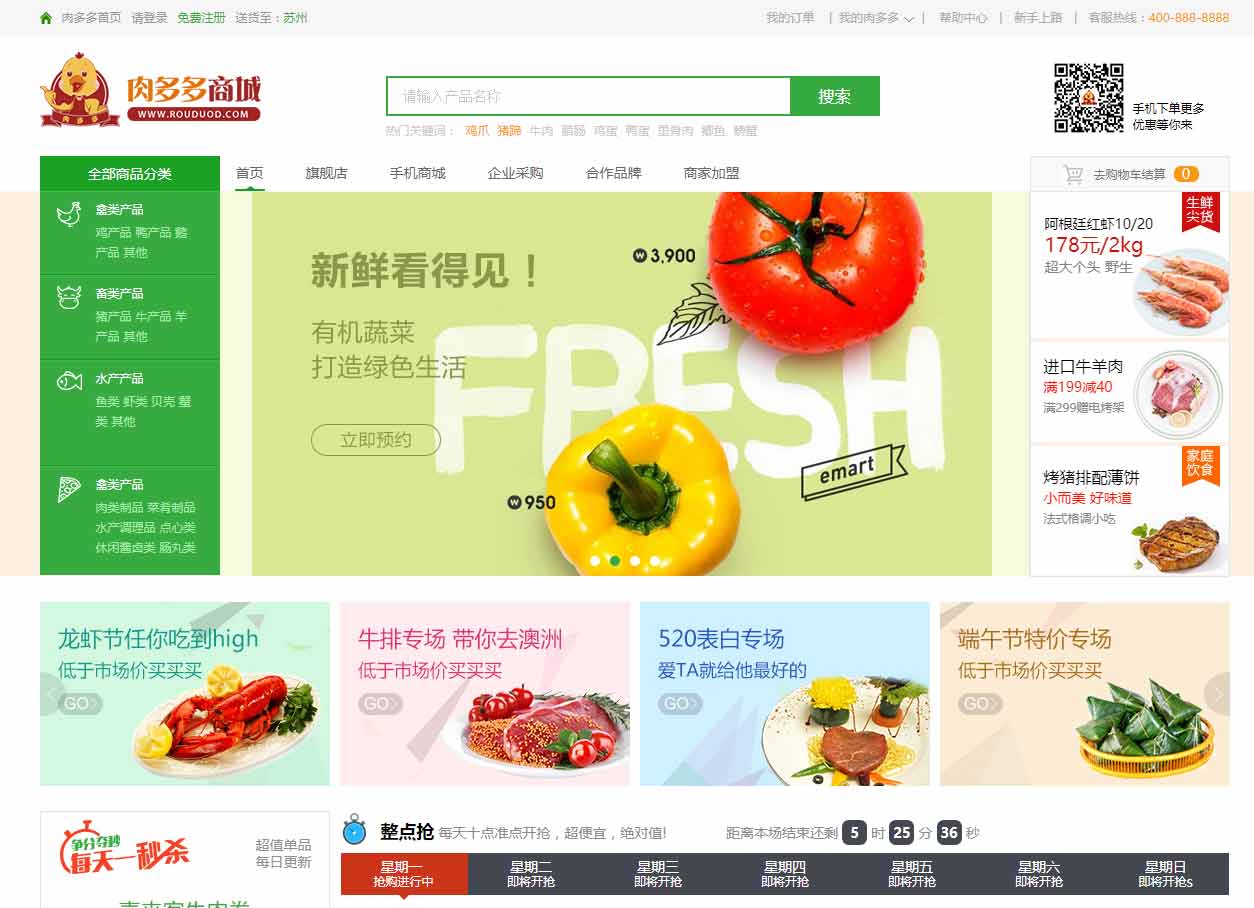 肉多多首页 请登录 免费注册 送货至：苏州
我的订单 | 我的肉多多 | 帮助中心 | 新手上路 | 客服热线：400-888-8888
肉多多商城
WWW.ROUDUOD.COM
肉多多
请输入产品名称
搜索
热门关键词： 鸡爪 猪蹄 牛肉
鸡蛋 鸭蛋
螃蟹
手机下单更多
优惠等你来
全部商品分类
首页 旗舰店 手机商城 企业采购 合作品牌 商家加盟
去购物车结算 0
禽类产品
鸡产品 鸭产品 鹅
产品 其他
畜类产品
猪产品 牛产品 羊
产品 其他
水产产品
鱼类 虾类 贝壳 蟹
类 其他
禽类产品
肉类制品 菜肴制品
水产调理品 点心类
休闲酱卤类 肠丸类
新鲜看得见！
有机蔬菜
打造绿色生活
立即预约
FRESH
W 3,900
W 950
emart
生鲜
尖货
阿根廷红虾10/20
178元/2kg
超大个头 野生
进口牛羊肉
满199减40
满299赠电烤架
家庭
饮食
烤猪排配薄饼
小而美 好味道
法式格调小吃
龙虾节任你吃到high
低于市场价买买买
GO
牛排专场 带你去澳洲
低于市场价买买买
GO
520表白专场
爱TA就给他最好的
GO
端午节特价专场
低于市场价买买买
GO
争分夺秒
每天一秒杀
超值单品
每日更新
整点抢 每天十点准点开抢，超便宜，绝对值!
距离本场结束还剩 5 时 25 分 36 秒
星期一 星期二 星期三 星期四 星期五 星期六 星期日
抢购进行中 即将开抢 即将开抢 即将开抢 即将开抢 即将开抢 即将开抢s